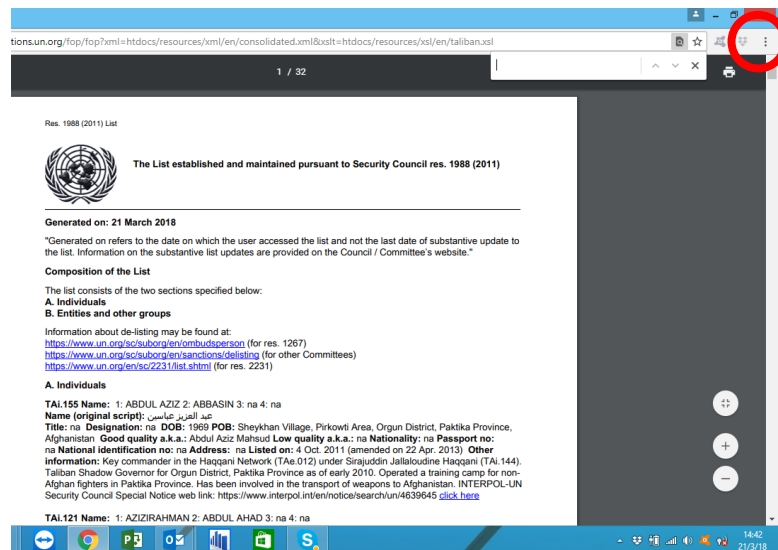 tions.un.org/fop/fop?xml=htdocs/resources/xml/en/consolidated.xml&xslt=htdocs/resources/xsl/en/taliban.xsl
1 / 32
Res. 1988 (2011) List
The List established and maintained pursuant to Security Council res. 1988 (2011)
Generated on: 21 March 2018
"Generated on refers to the date on which the user accessed the list and not the last date of substantive update to
the list. Information on the substantive list updates are provided on the Council / Committee's website."
Composition of the List
The list consists of the two sections specified below:
A. Individuals
B. Entities and other groups
Information about de-listing may be found at:
https://www.un.org/sc/suborg/en/ombudsperson (for res. 1267)
https://www.un.org/sc/suborg/en/sanctions/delisting (for other Committees)
https://www.un.org/en/sc/2231/list.shtml (for res. 2231)
A. Individuals
TAi.155 Name: 1: ABDUL AZIZ 2: ABBASIN 3: na 4: na
Name (original script): عبد العزیز عباسین
Title: na Designation: na DOB: 1969 POB: Sheykhan Village, Pirkowti Area, Orgun District, Paktika Province,
Afghanistan Good quality a.k.a.: Abdul Aziz Mahsud Low quality a.k.a.: na Nationality: na Passport no:
na National identification no: na Address: na Listed on: 4 Oct. 2011 (amended on 22 Apr. 2013) Other
information: Key commander in the Haqqani Network (TAe.012) under Sirajuddin Jallaloudine Haqqani (TAi.144).
Taliban Shadow Governor for Orgun District, Paktika Province as of early 2010. Operated a training camp for non-
Afghan fighters in Paktika Province. Has been involved in the transport of weapons to Afghanistan. INTERPOL-UN
Security Council Special Notice web link: https://www.interpol.int/en/notice/search/un/4639645 click here
TAi.121 Name: 1: AZIZIRAHMAN 2: ABDUL AHAD 3: na 4: na
14:42
21/3/18